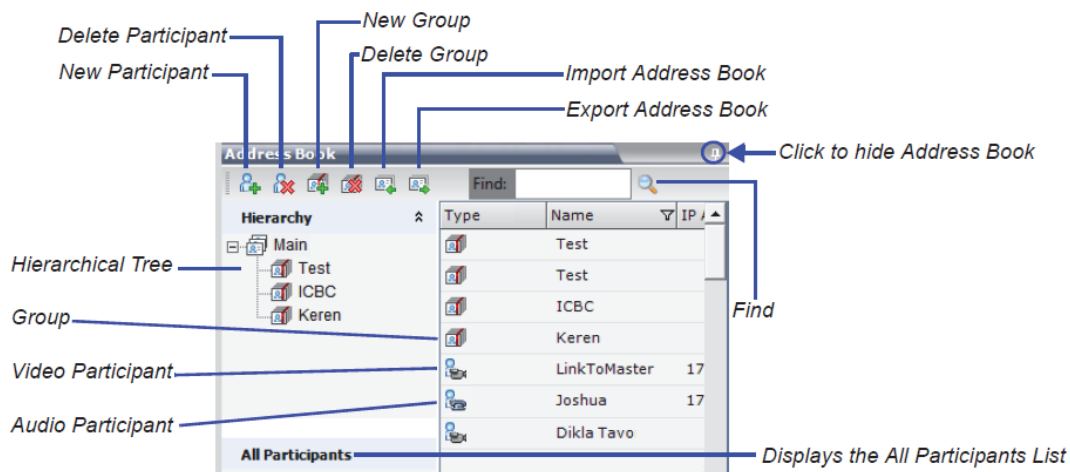 New Group
Delete Participant
Delete Group
New Participant
Import Address Book
Export Address Book
Address Book
Click to hide Address Book
Find:
Hierarchy
Type Name IP A
Main
Test
Test
Hierarchical Tree
Test
Test
ICBC
ICBC
Find
Group
Keren
Keren
Video Participant
LinkToMaster 17
Joshua 17
Audio Participant
Dikla Tavo
All Participants
Displays the All Participants List